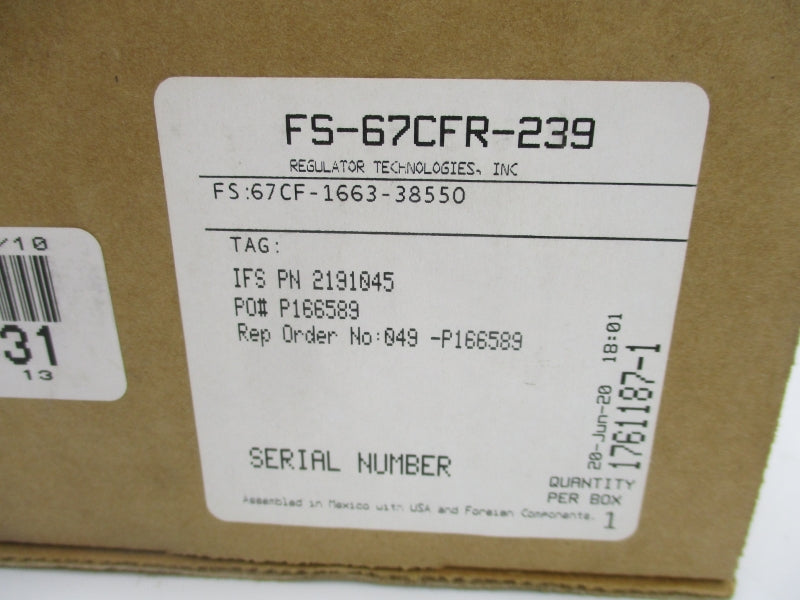 FS-67CFR-239
REGULATOR TECHNOLOGIES, INC
FS:67CF-1663-38550
TAG:
IFS PN 2191045
PO# P166589
Rep Order No:049 -P166589
20-Jun-20 18:01
1761187-1
SERIAL NUMBER
QUANTITY
PER BOX
1
Assembled in Mexico with USA and Foreign Components.
/10
31
13